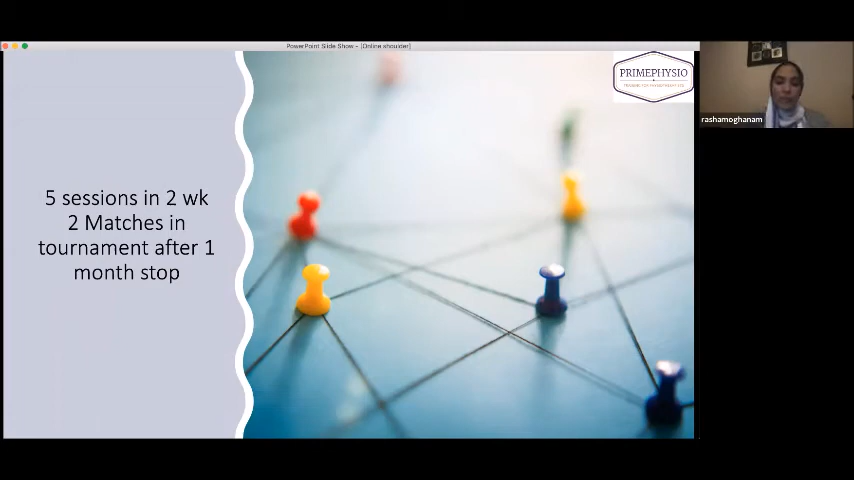 PowerPoint Slide Show - [Online shoulder]
PRIMEPHYSIO
rashamoghanam
5 sessions in 2 wk
2 Matches in
tournament after 1
month stop